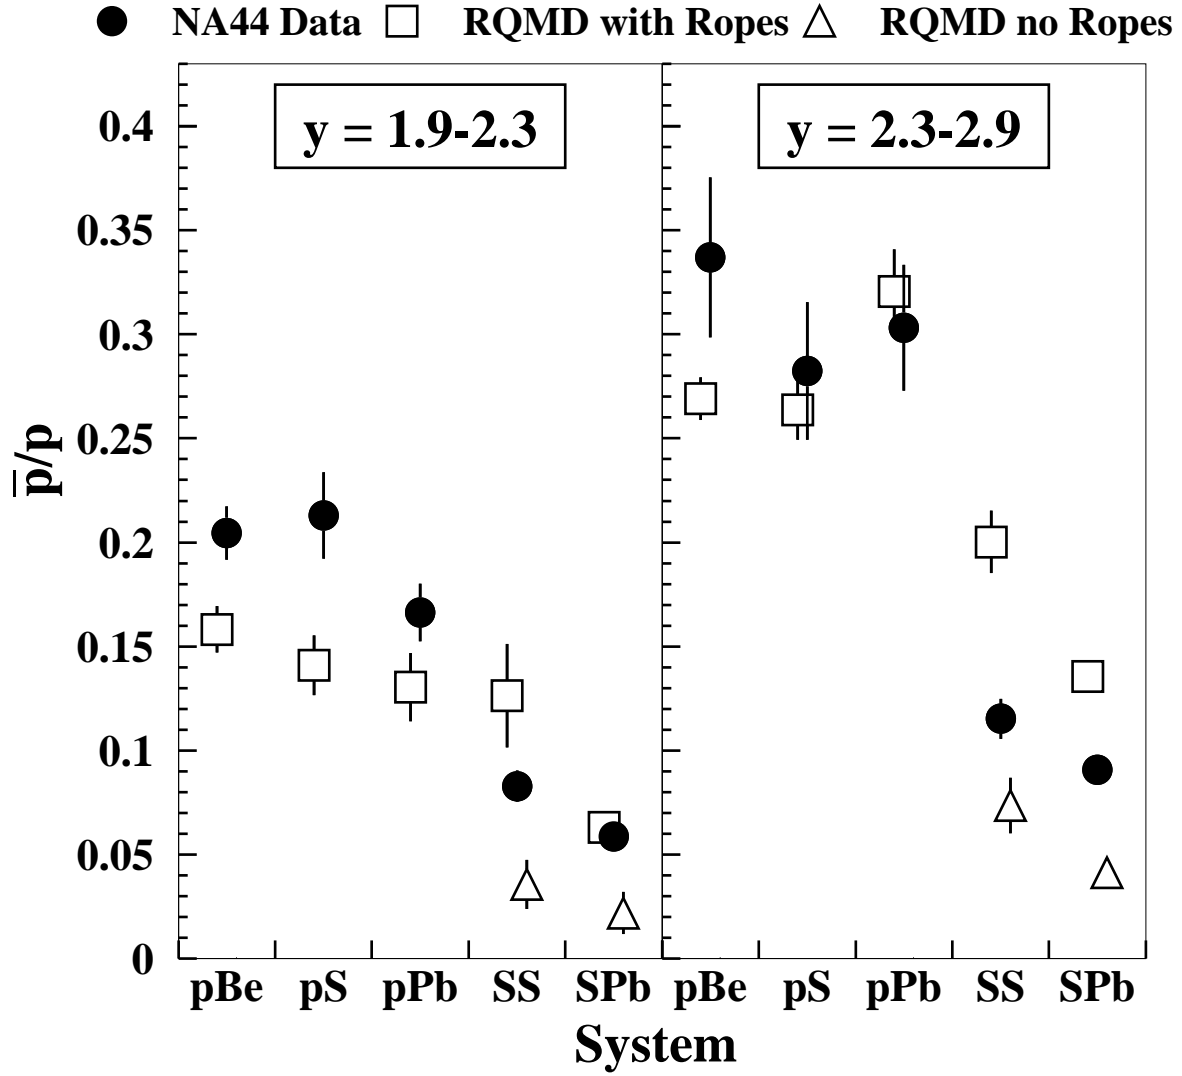 NA44 Data RQMD with Ropes RQMD no Ropes
y = 1.9-2.3 y = 2.3-2.9
0.4
0.35
0.3
0.25
0.2
0.15
0.1
0.05
0
p̅/p
pBe pS pPb SS SPb pBe pS pPb SS SPb
System